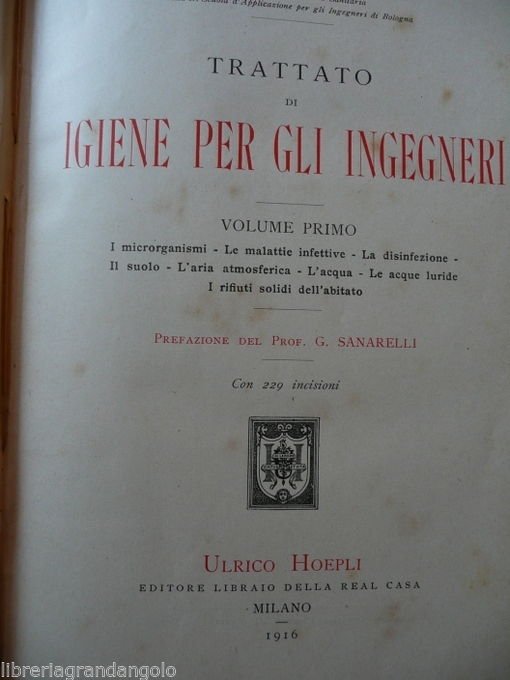 Scuola d'Applicazione per gli Ingegneri di Bologna
TRATTATO
DI
IGIENE PER GLI INGEGNERI
VOLUME PRIMO
I microrganismi - Le malattie infettive - La disinfezione -
Il suolo - L'aria atmosferica - L'acqua - Le acque luride
I rifiuti solidi dell'abitato
PREFAZIONE DEL PROF. G. SANARELLI
Con 229 incisioni
ULRICO HOEPLI
EDITORE LIBRAIO DELLA REAL CASA
MILANO
1916
libreriagrandangolo